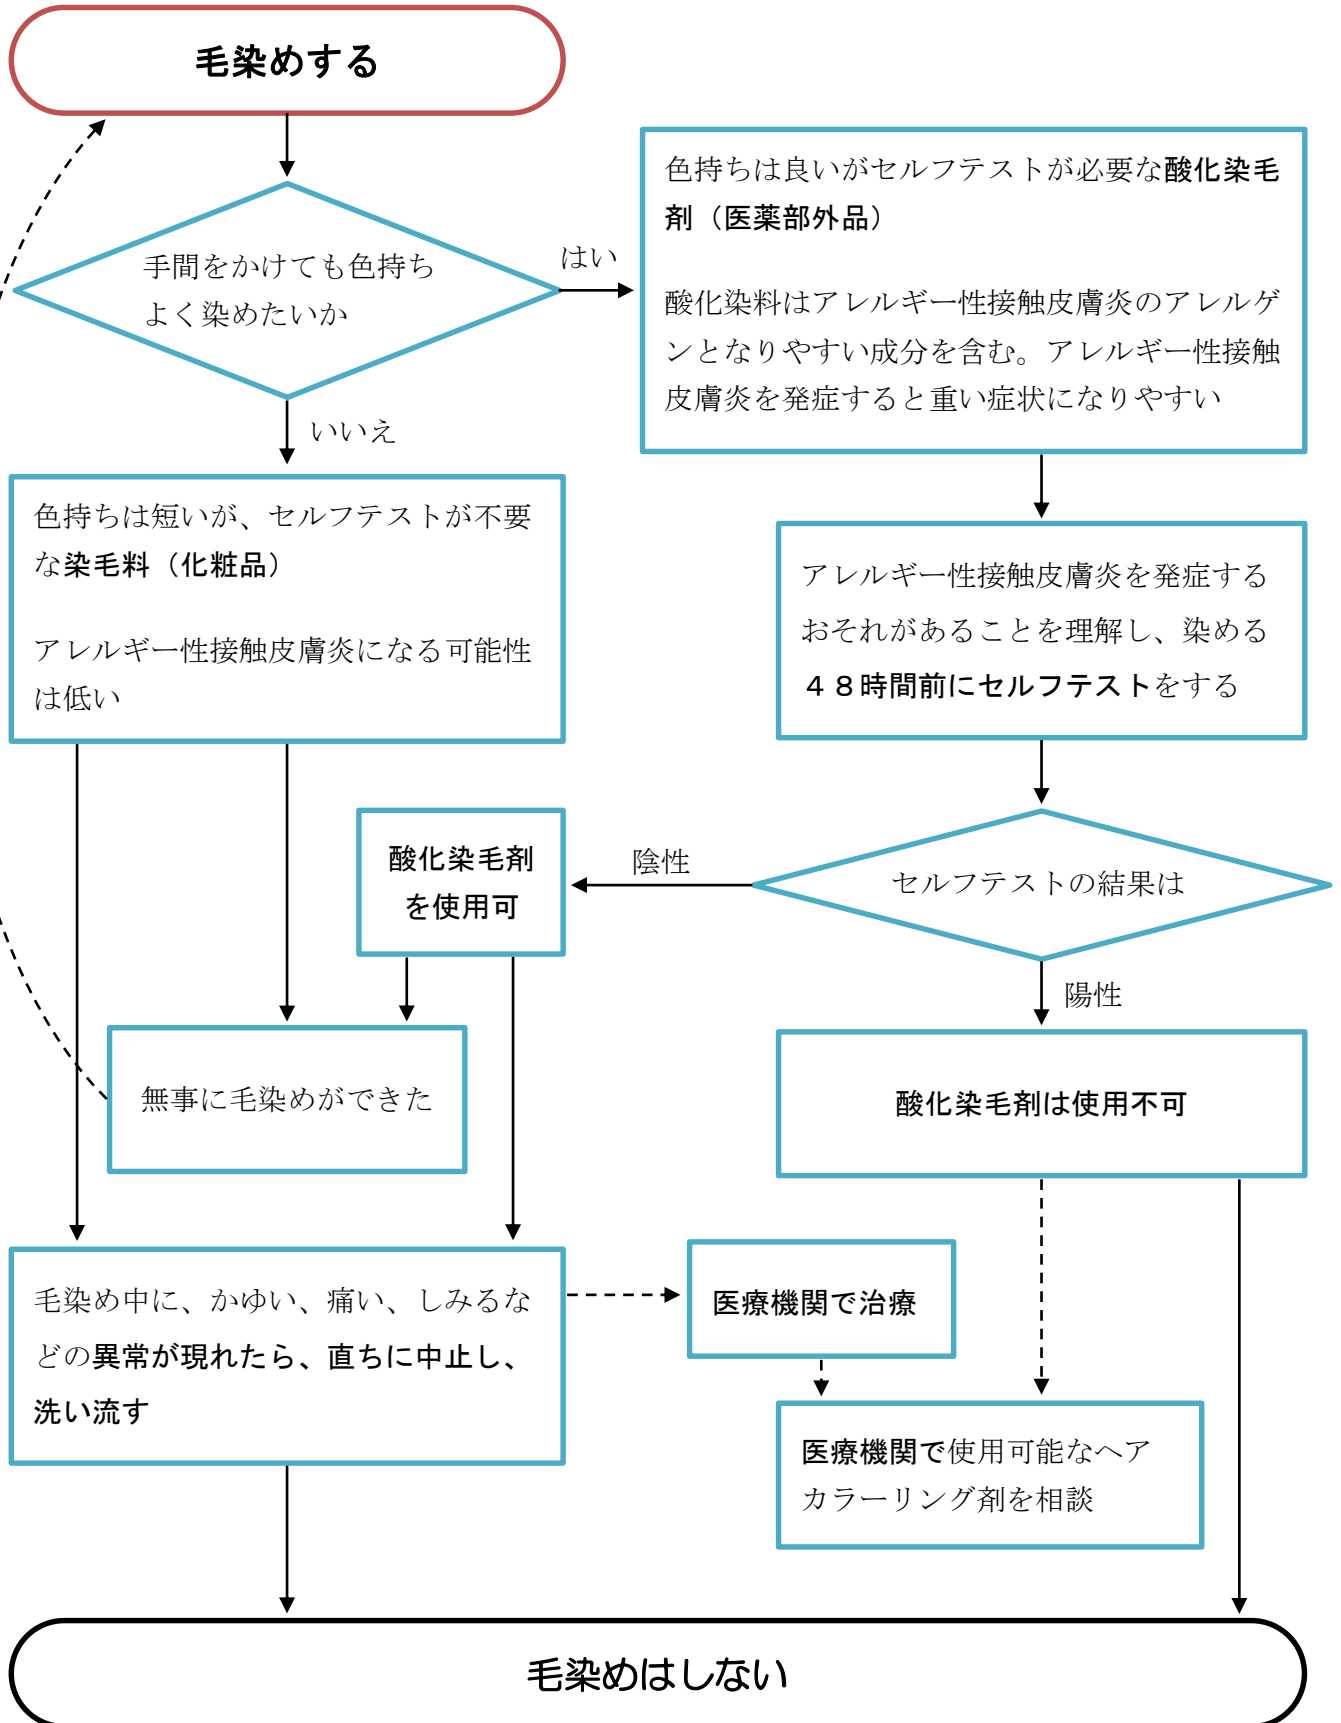 毛染めする
手間をかけても色持ち
よく染めたいか
はい
いいえ
色持ちは良いがセルフテストが必要な酸化染毛
剤（医薬部外品）
酸化染料はアレルギー性接触皮膚炎のアレルゲ
ンとなりやすい成分を含む。アレルギー性接触
皮膚炎を発症すると重い症状になりやすい
色持ちは短いが、セルフテストが不要
な染毛料（化粧品）
アレルギー性接触皮膚炎になる可能性
は低い
アレルギー性接触皮膚炎を発症する
おそれがあることを理解し、染める
４８時間前にセルフテストをする
セルフテストの結果は
陰性
酸化染毛剤
を使用可
陽性
無事に毛染めができた
酸化染毛剤は使用不可
毛染め中に、かゆい、痛い、しみるな
どの異常が現れたら、直ちに中止し、
洗い流す
医療機関で治療
医療機関で使用可能なヘア
カラーリング剤を相談
毛染めはしない